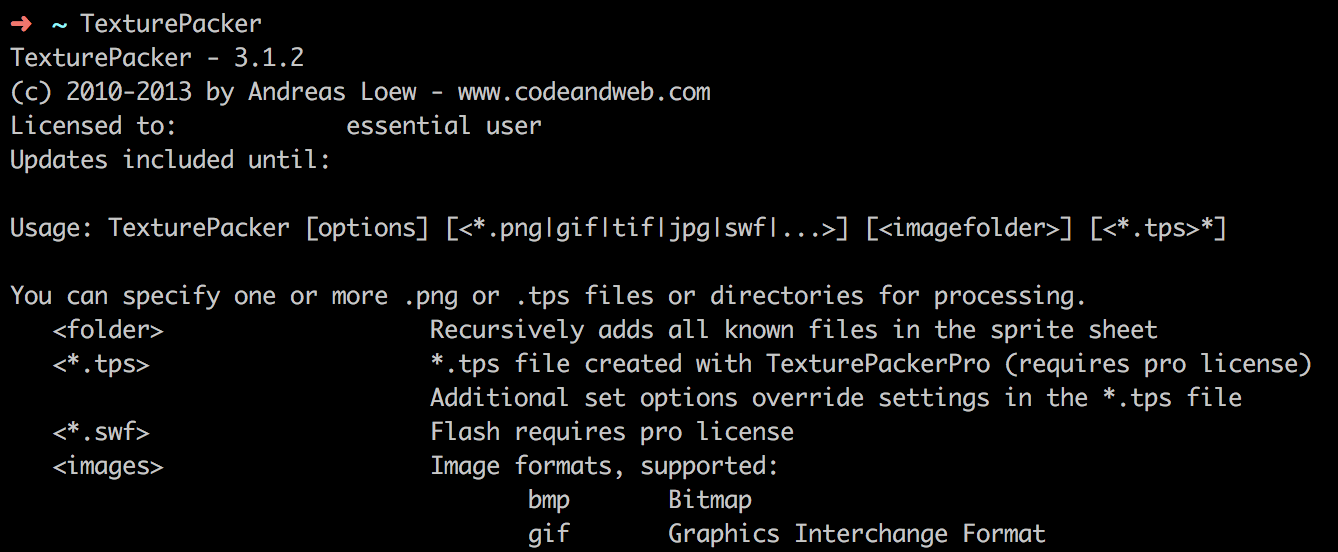 ➜ ~ TexturePacker
TexturePacker - 3.1.2
(c) 2010-2013 by Andreas Loew - www.codeandweb.com
Licensed to:            essential user
Updates included until:

Usage: TexturePacker [options] [<*.png|gif|tif|jpg|swf|...>] [<imagefolder>] [<*.tps>*]

You can specify one or more .png or .tps files or directories for processing.
   <folder>                   Recursively adds all known files in the sprite sheet
   <*.tps>                    *.tps file created with TexturePackerPro (requires pro license)
                              Additional set options override settings in the *.tps file
   <*.swf>                    Flash requires pro license
   <images>                   Image formats, supported:
                                     bmp       Bitmap
                                     gif       Graphics Interchange Format